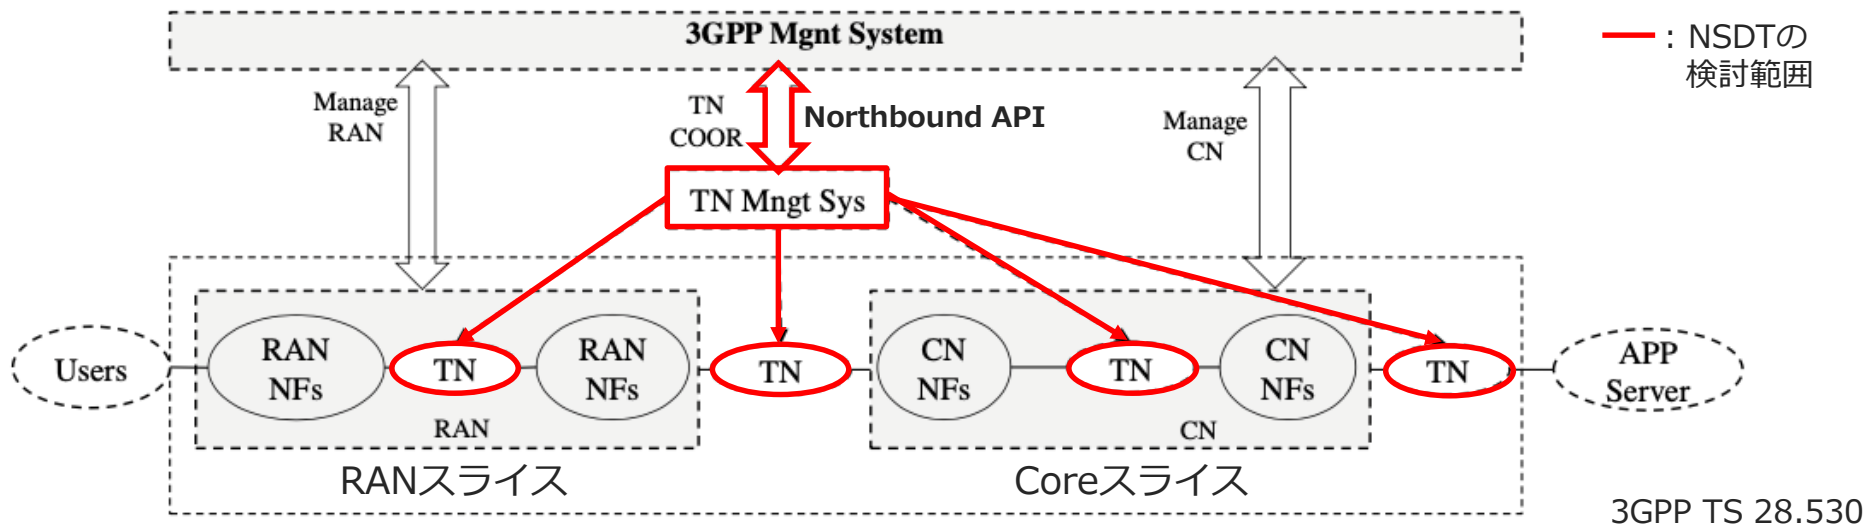 3GPP Mgnt System
: NSDTの
検討範囲
Manage
RAN
TN
COOR
Northbound API
Manage
CN
TN Mngt Sys
Users
RAN
NFs
TN
RAN
NFs
TN
CN
NFs
TN
CN
NFs
TN
APP
Server
RAN
CN
RANスライス
Coreスライス
3GPP TS 28.530